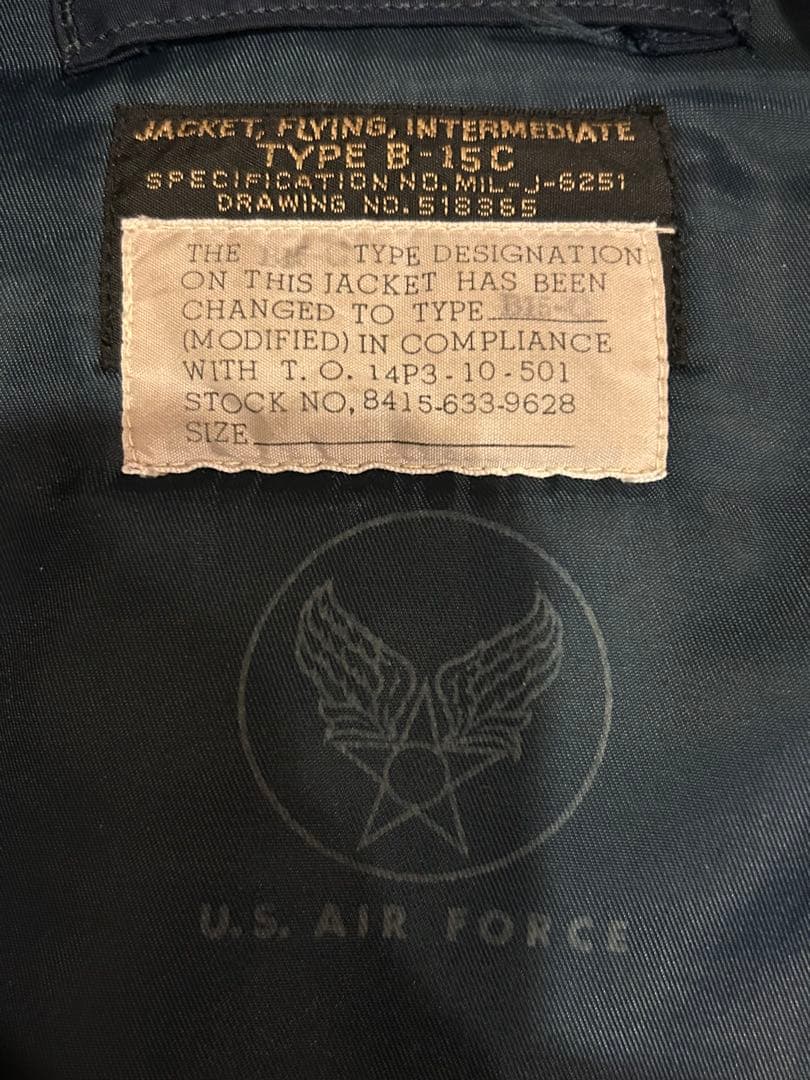 JACKET, FLYING, INTERMEDIATE
TYPE B-15C
SPECIFICATION NO. MIL-J-6251
DRAWING NO. 518365
THE TYPE DESIGNATION
ON THIS JACKET HAS BEEN
CHANGED TO TYPE
(MODIFIED) IN COMPLIANCE
WITH T. O. 14P3-10-501
STOCK NO, 8415-633-9628
SIZE
U.S. AIR FORCE